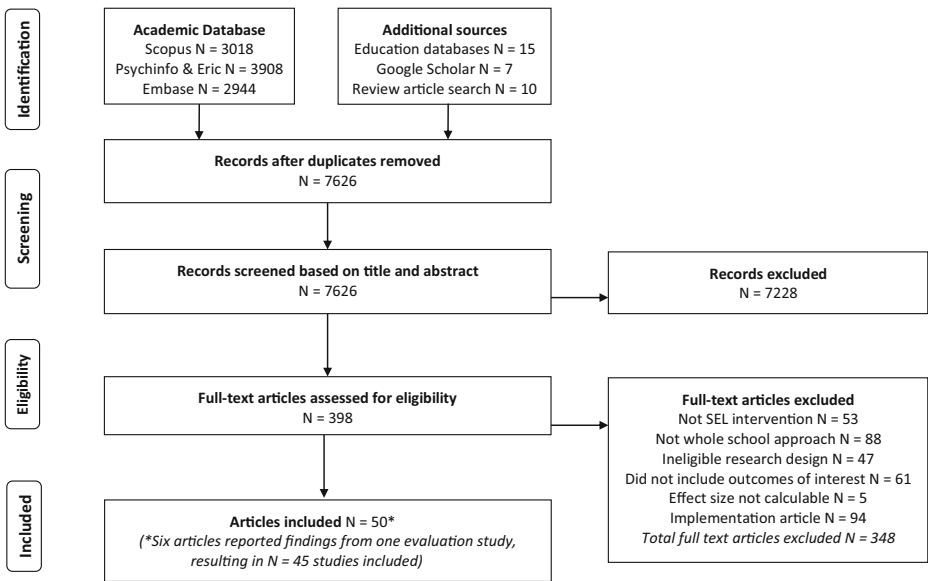 Identification
Academic Database
Scopus N = 3018
Psychinfo & Eric N = 3908
Embase N = 2944
Additional sources
Education databases N = 15
Google Scholar N = 7
Review article search N = 10
Screening
Records after duplicates removed
N = 7626
Records screened based on title and abstract
N = 7626
Records excluded
N = 7228
Eligibility
Full-text articles assessed for eligibility
N = 398
Full-text articles excluded
Not SEL intervention N = 53
Not whole school approach N = 88
Ineligible research design N = 47
Did not include outcomes of interest N = 61
Effect size not calculable N = 5
Implementation article N = 94
Total full text articles excluded N = 348
Included
Articles included N = 50*
(*Six articles reported findings from one evaluation study,
resulting in N = 45 studies included)